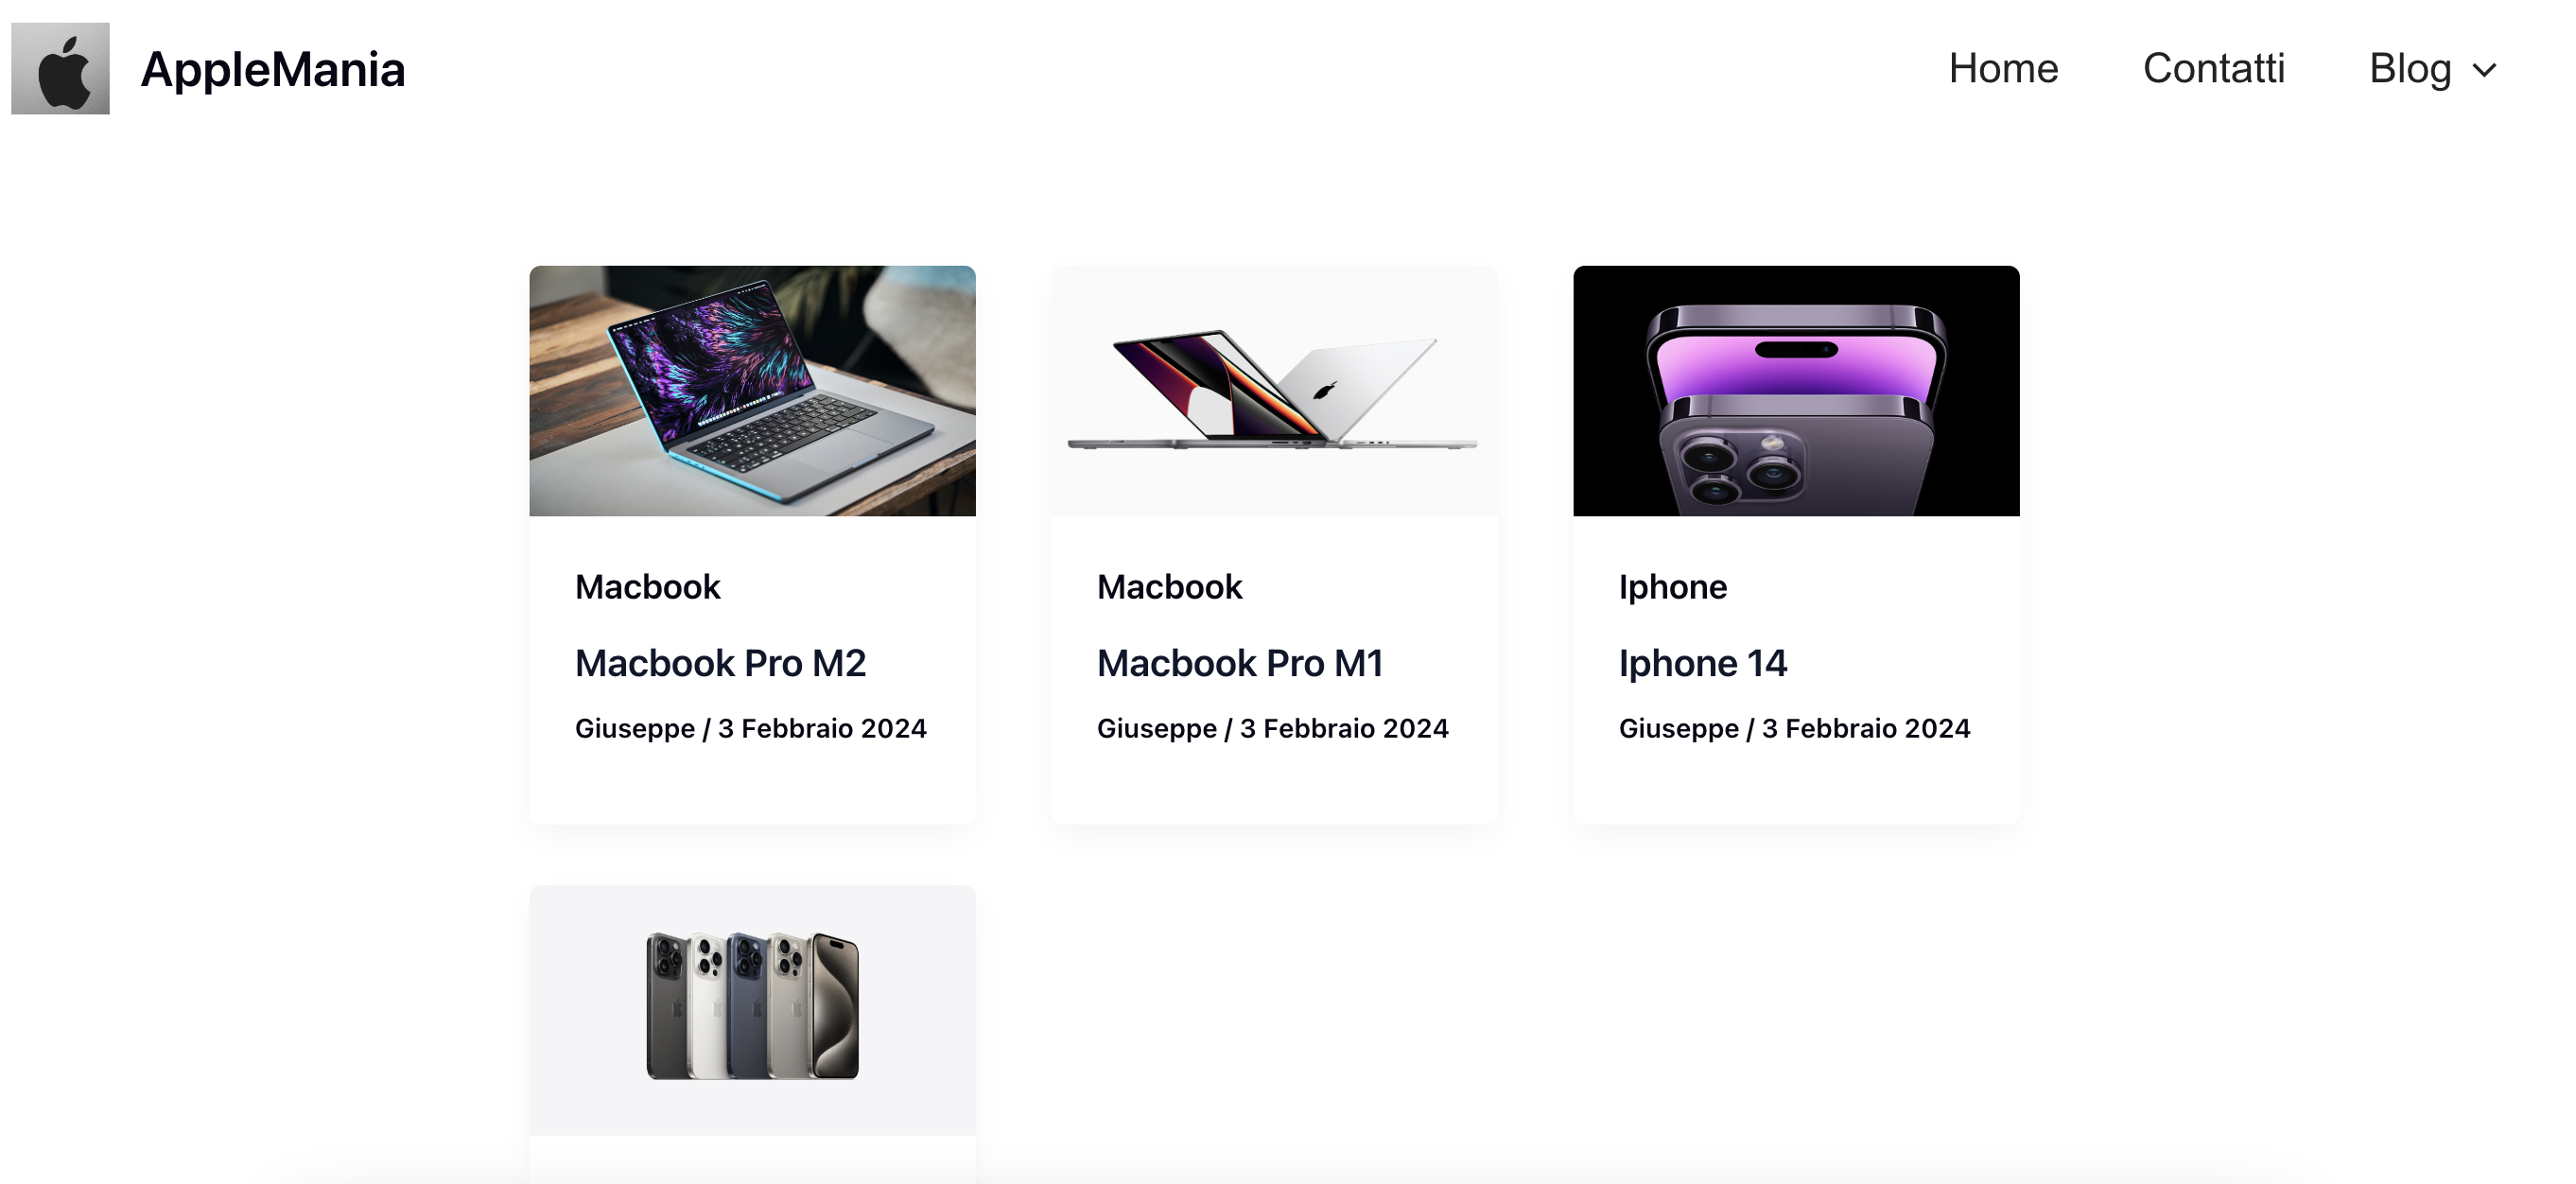 AppleMania
Home
Contatti
Blog
Macbook
Macbook Pro M2
Giuseppe / 3 Febbraio 2024
Macbook
Macbook Pro M1
Giuseppe / 3 Febbraio 2024
Iphone
Iphone 14
Giuseppe / 3 Febbraio 2024